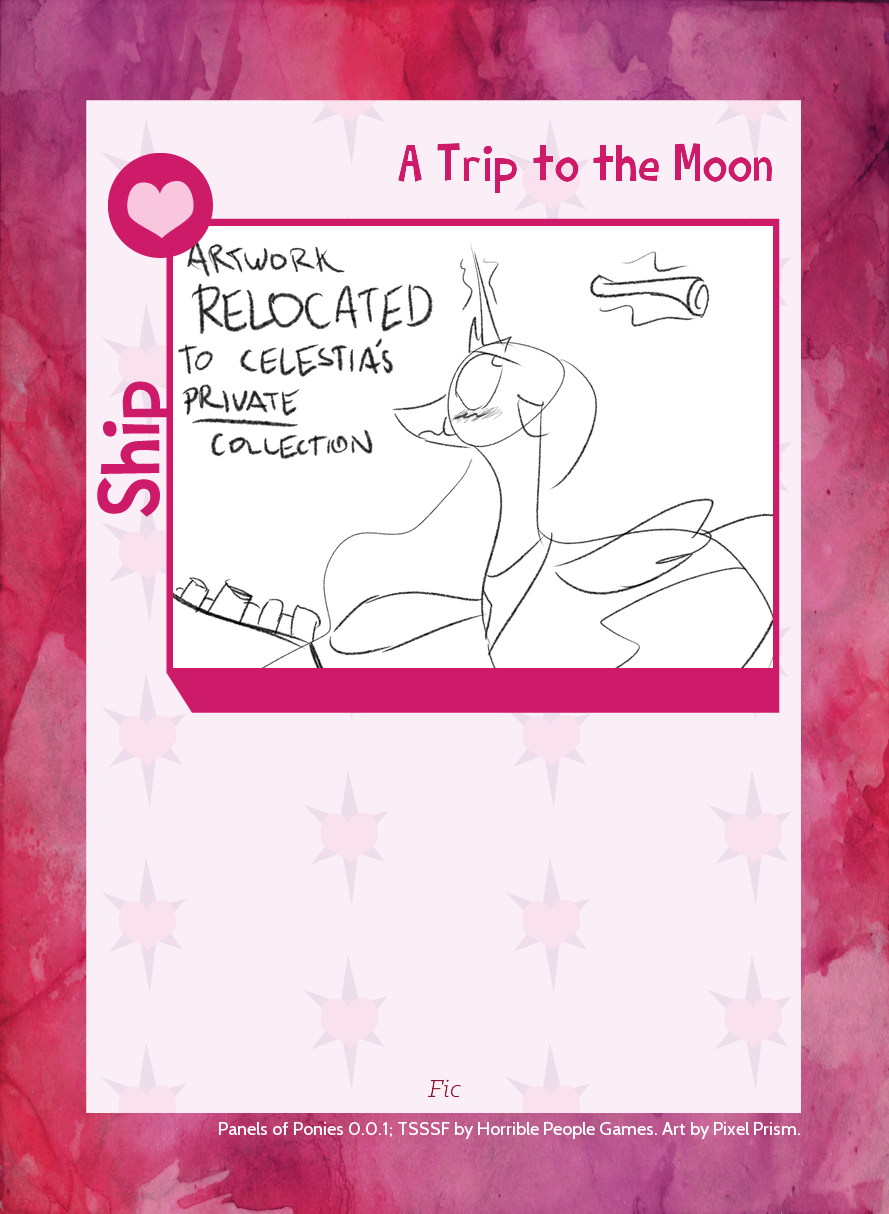 A Trip to the Moon
ARTWORK
RELOCATED
TO CELESTIA'S
PRIVATE
COLLECTION
Ship
Fic
Panels of Ponies 0.0.1; TSSSF by Horrible People Games. Art by Pixel Prism.